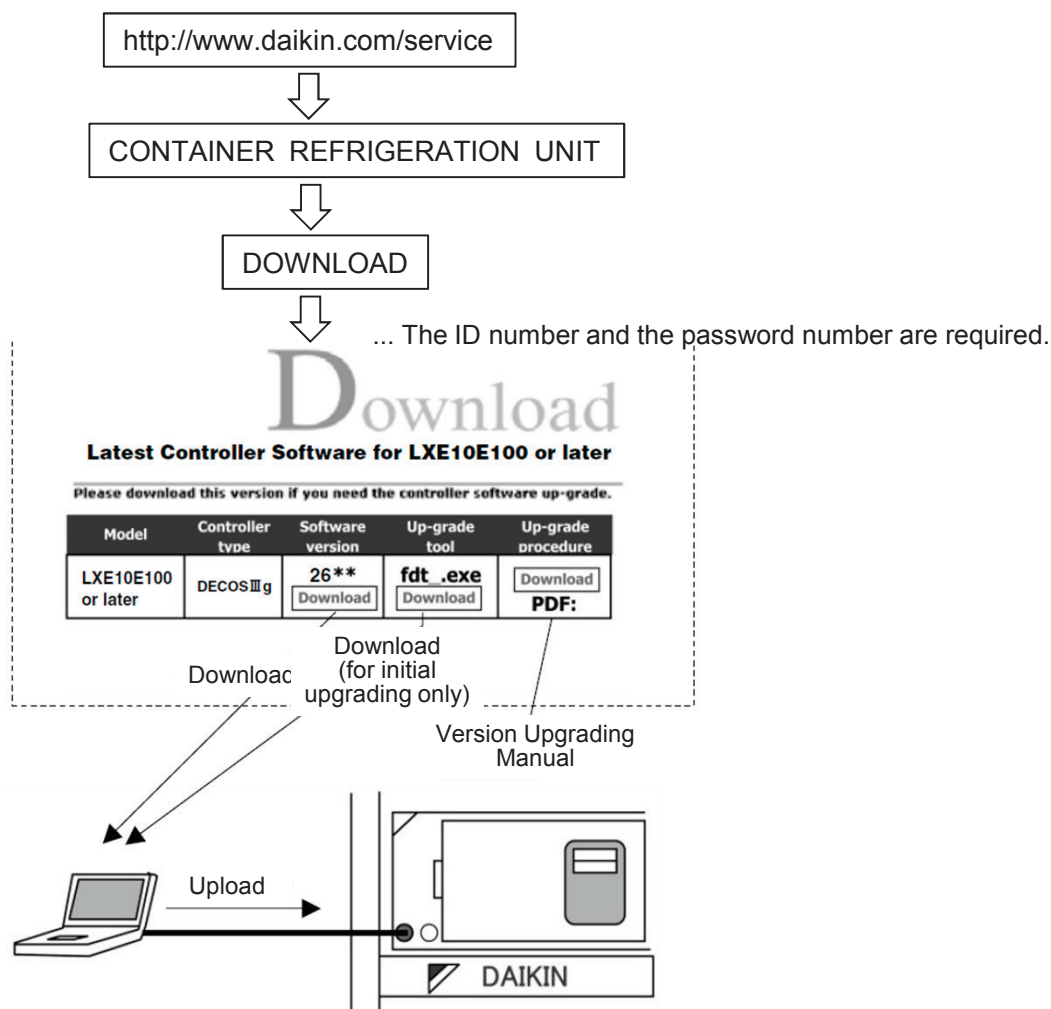 http://www.daikin.com/service
CONTAINER REFRIGERATION UNIT
DOWNLOAD
... The ID number and the password number are required.
Download
Latest Controller Software for LXE10E100 or later
Please download this version if you need the controller software up-grade.
Model
Controller
type
Software
version
Up-grade
tool
Up-grade
procedure
LXE10E100
or later
DECOSⅢg
26**
Download
fdt_.exe
Download
Download
PDF:
Download
Download
(for initial
upgrading only)
Version Upgrading
Manual
Upload
DAIKIN